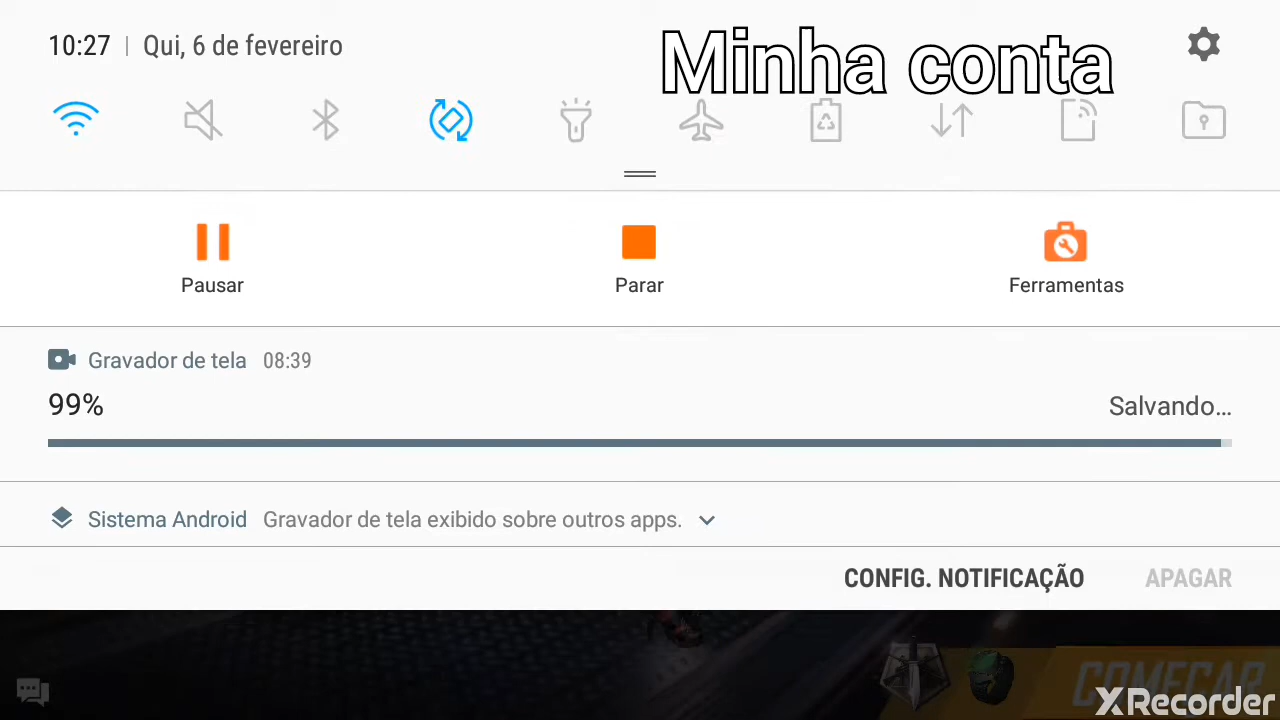 10:27 | Qui, 6 de fevereiro
Minha conta
Pausar
Parar
Ferramentas
Gravador de tela 08:39
99%
Salvando...
Sistema Android Gravador de tela exibido sobre outros apps.
CONFIG. NOTIFICAÇÃO
APAGAR
COMEÇAR
XRecorder